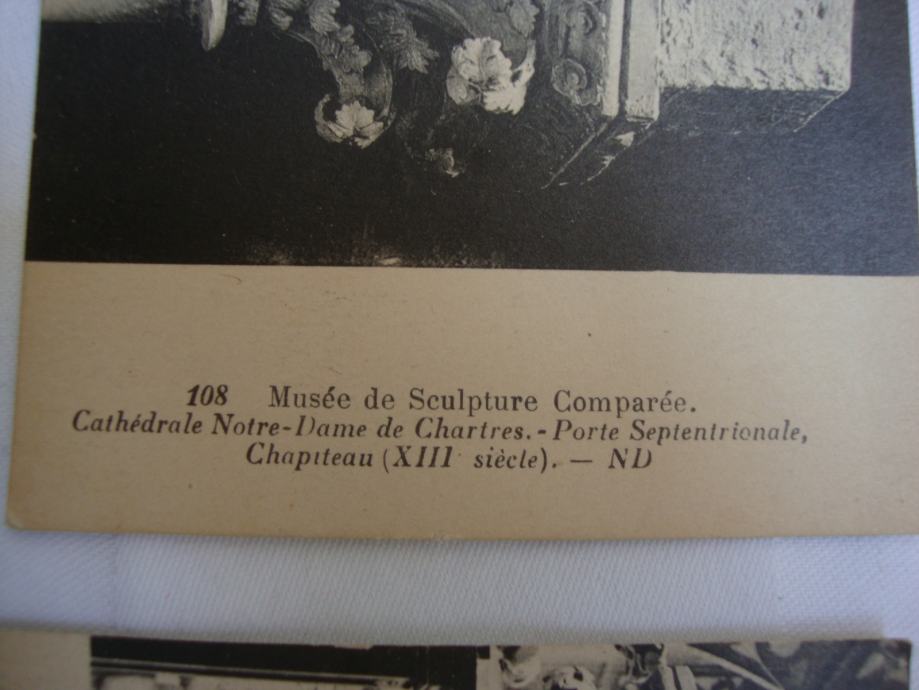 108 Musée de Sculpture Comparée.
Cathédrale Notre-Dame de Chartres.-Porte Septentrionale,
Chapiteau (XIII siècle). — ND